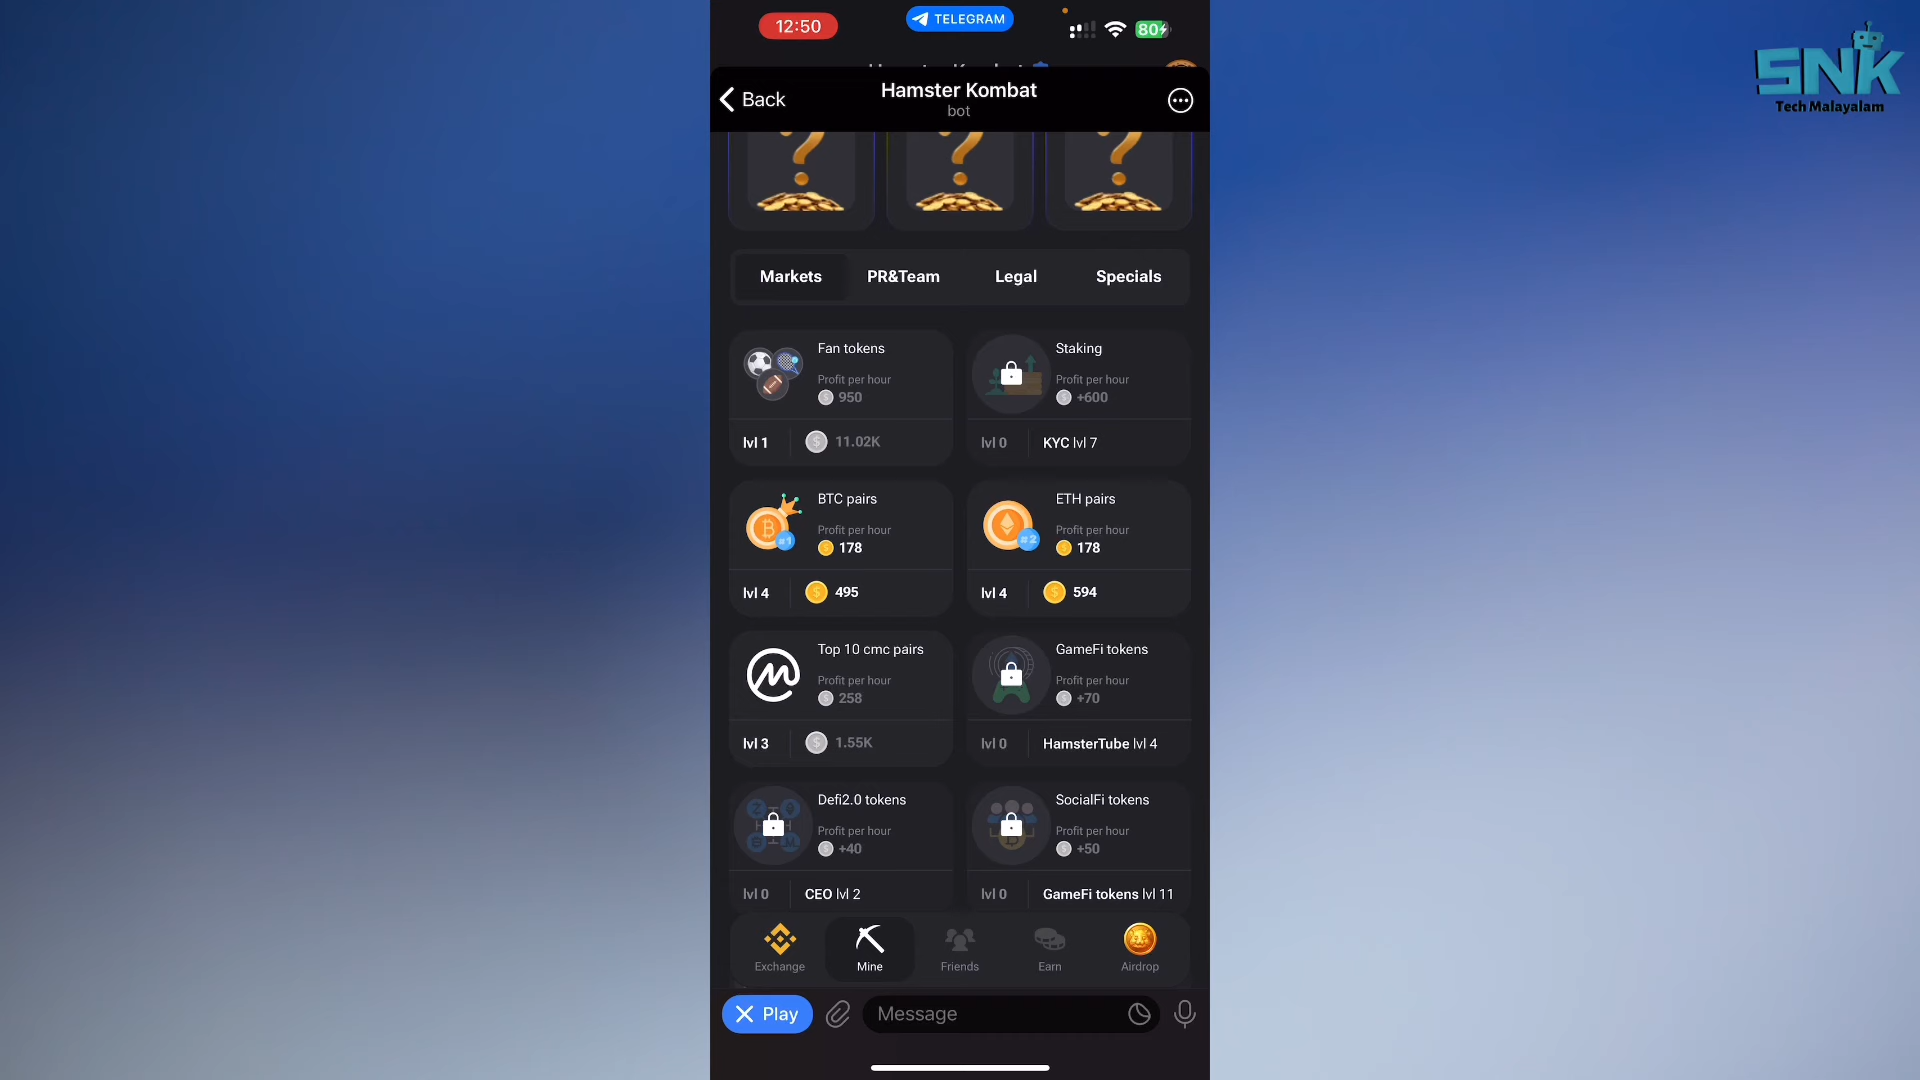 12:50
TELEGRAM
80
Back
Hamster Kombat
bot
SNK
Tech Malayalam
Markets
PR&Team
Legal
Specials
Fan tokens
Profit per hour
950
lvl 1
11.02K
Staking
Profit per hour
+600
lvl 0
KYC lvl 7
BTC pairs
Profit per hour
#1
178
lvl 4
495
ETH pairs
Profit per hour
#2
178
lvl 4
594
Top 10 cmc pairs
Profit per hour
258
lvl 3
1.55K
GameFi tokens
Profit per hour
+70
lvl 0
HamsterTube lvl 4
Defi2.0 tokens
Profit per hour
+40
lvl 0
CEO lvl 2
SocialFi tokens
Profit per hour
+50
lvl 0
GameFi tokens lvl 11
Exchange
Mine
Friends
Earn
Airdrop
Play
Message